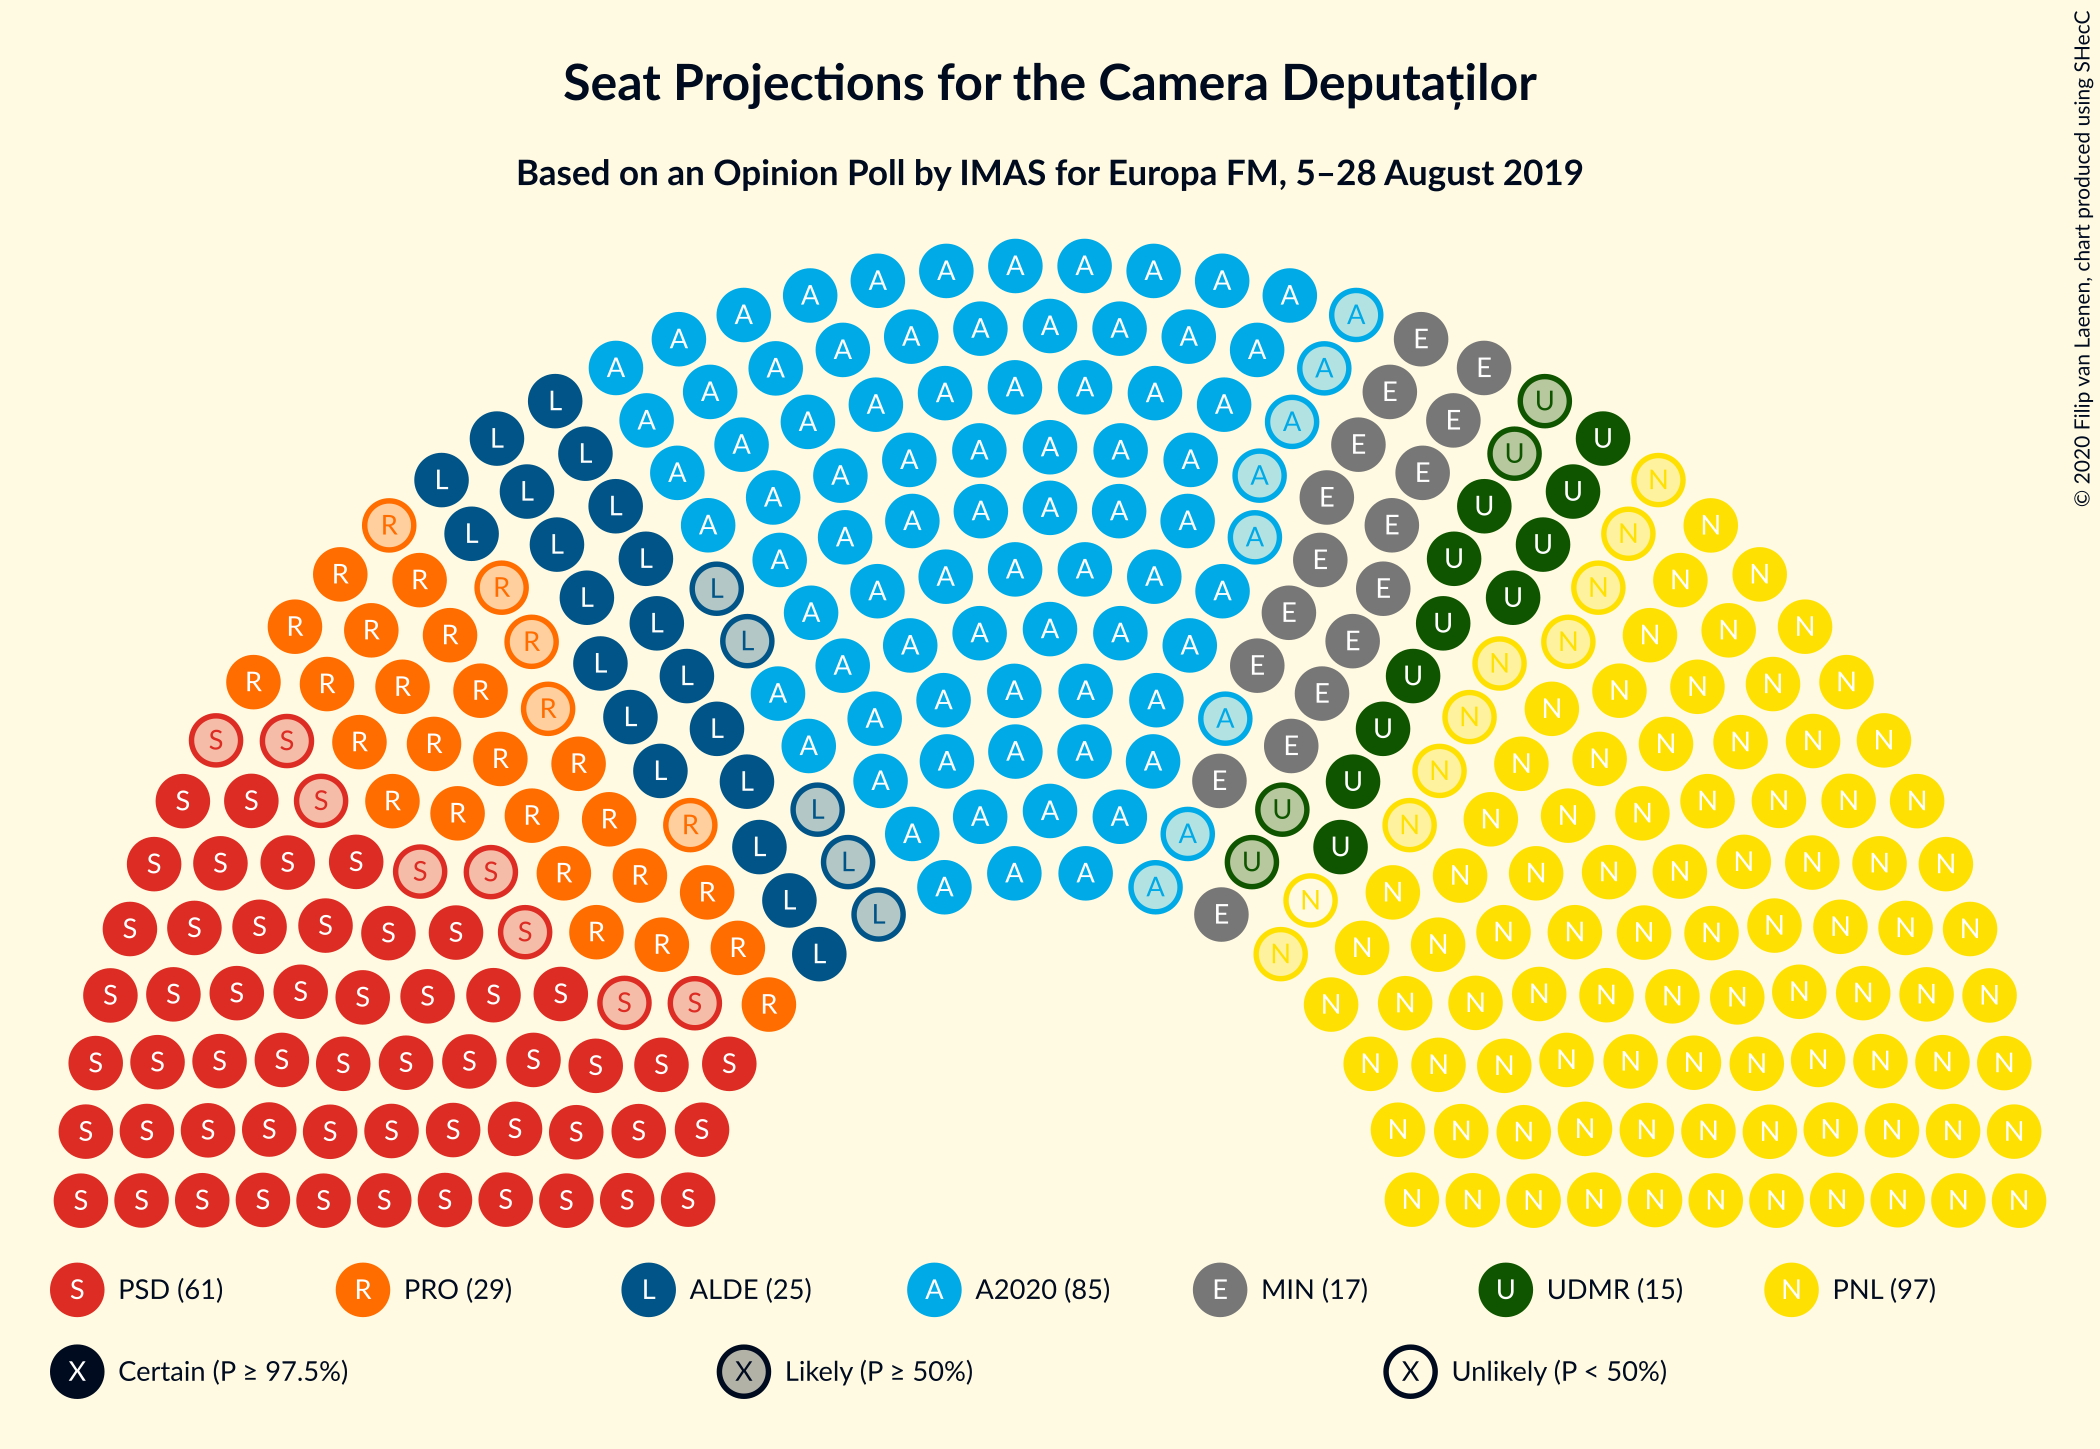 Seat Projections for the Camera Deputaților
Based on an Opinion Poll by IMAS for Europa FM, 5–28 August 2019
© 2020 Filip van Laenen, chart produced using SHecC
S PSD (61) R PRO (29) L ALDE (25) A A2020 (85) E MIN (17) U UDMR (15) N PNL (97)
X Certain (P ≥ 97.5%) X Likely (P ≥ 50%) X Unlikely (P < 50%)